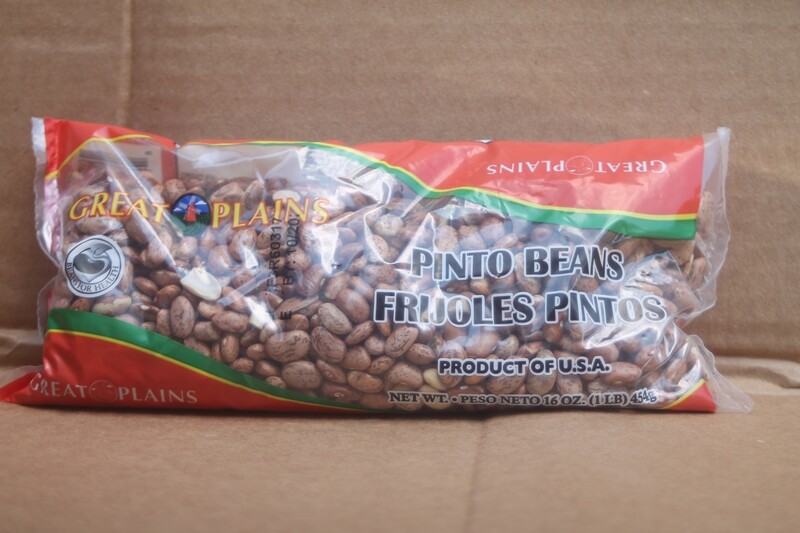 GREAT PLAINS
GREAT PLAINS
PINTO BEANS
FRIJOLES PINTOS
PRODUCT OF U.S.A.
NET WT. • PESO NETO 16 OZ. (1 LB) 454g
GREAT PLAINS